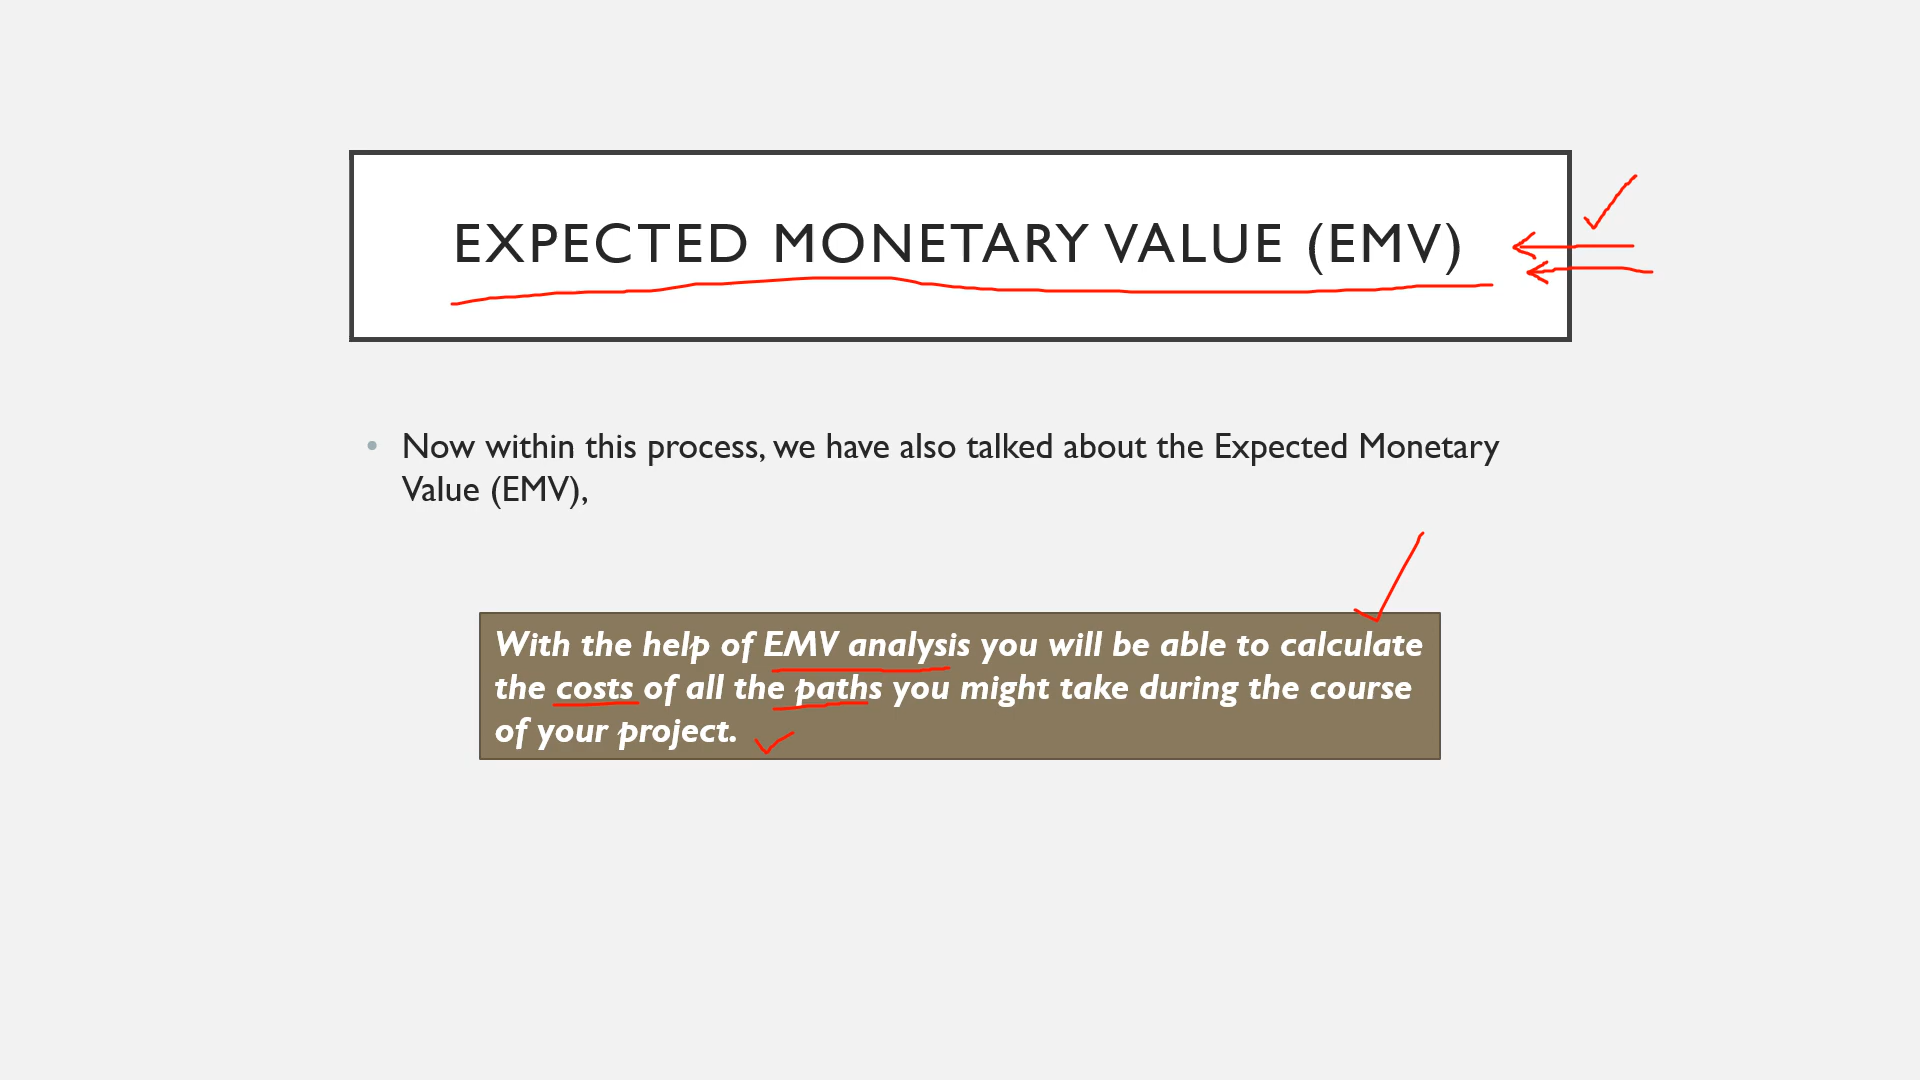 EXPECTED MONETARY VALUE (EMV)
• Now within this process, we have also talked about the Expected Monetary
Value (EMV),
With the help of EMV analysis you will be able to calculate
the costs of all the paths you might take during the course
of your project.